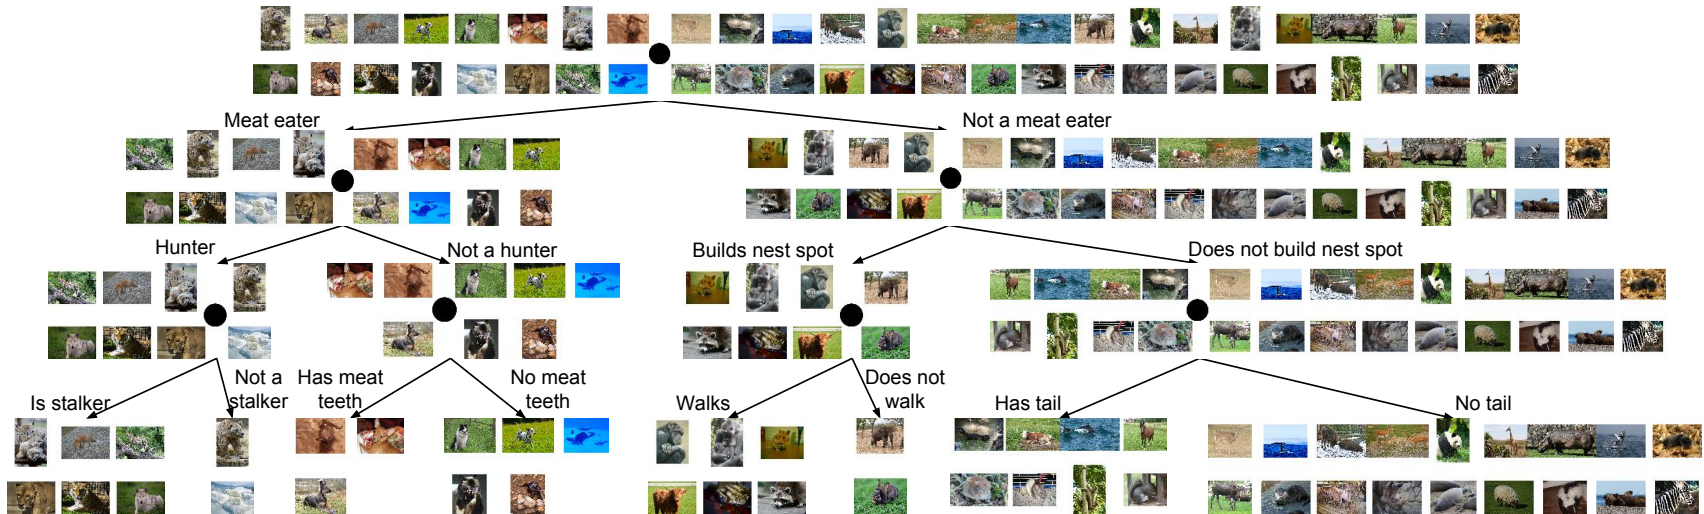 Meat eater
Not a meat eater
Hunter
Not a hunter
Builds nest spot
Does not build nest spot
Is stalker
Not a
stalker
Has meat
teeth
No meat
teeth
Walks
Does not
walk
Has tail
No tail